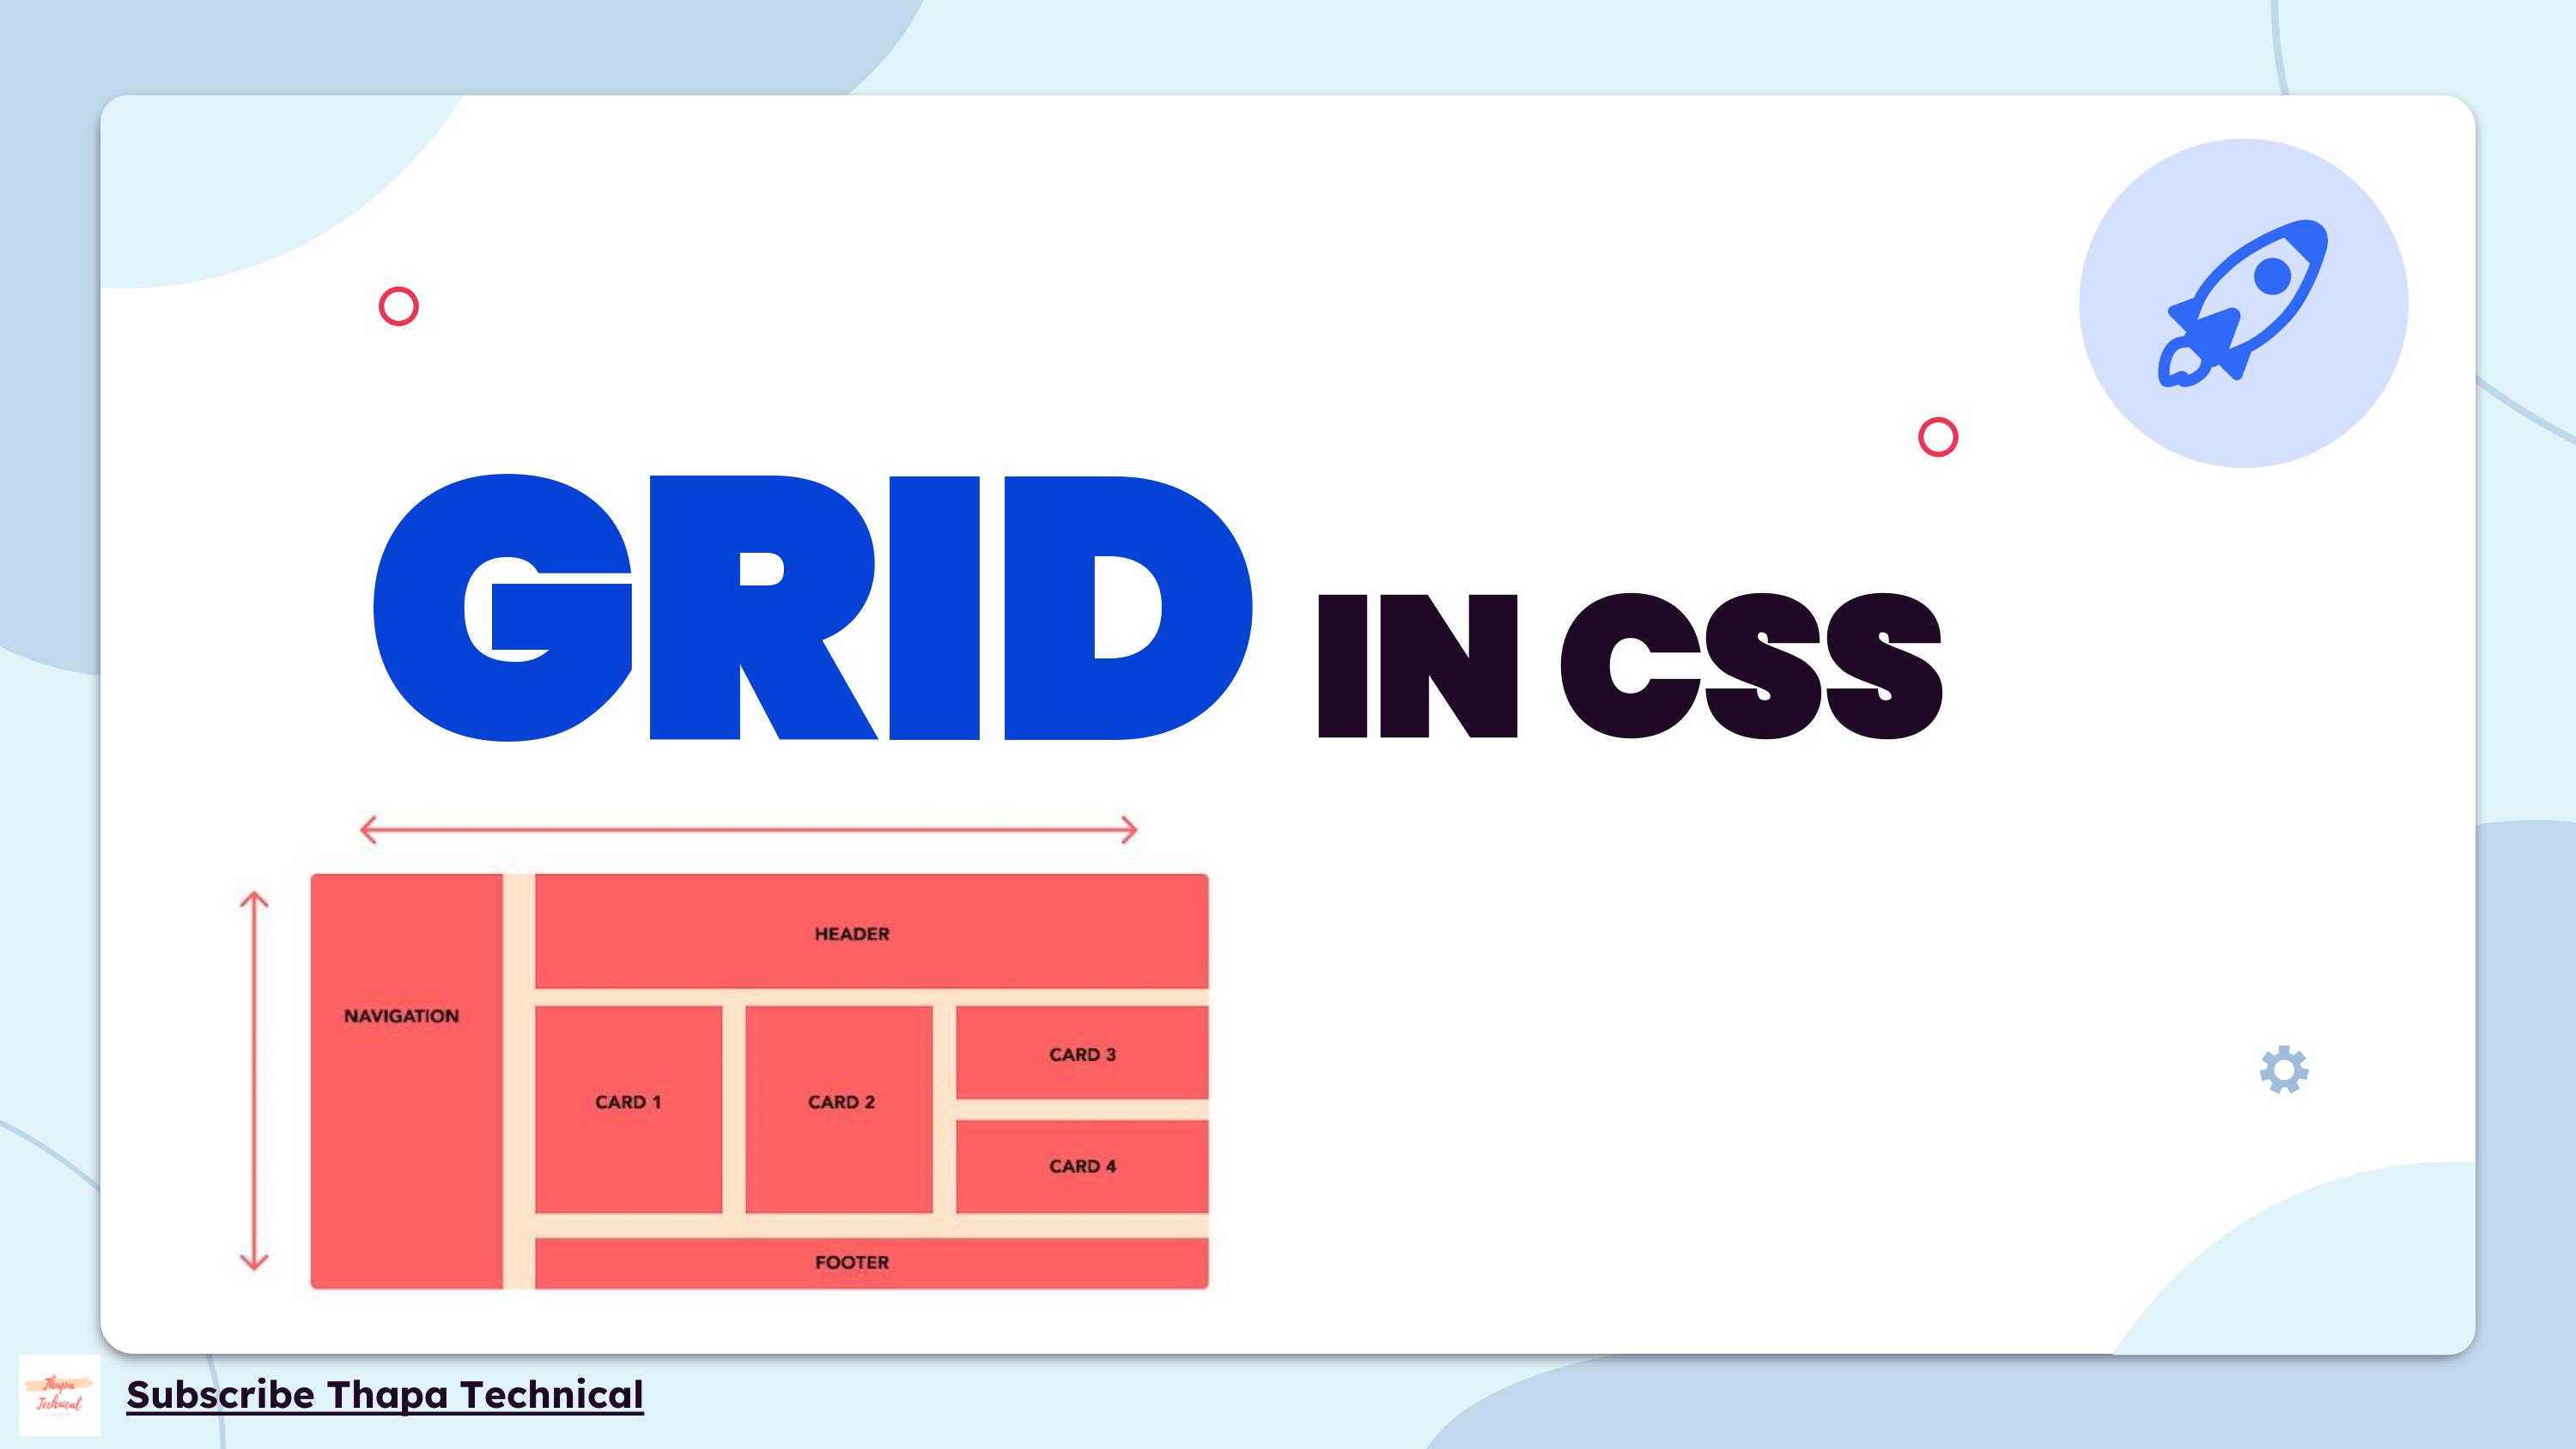 GRID IN CSS
HEADER
NAVIGATION
CARD 1
CARD 2
CARD 3
CARD 4
FOOTER
Thapa
Technical
Subscribe Thapa Technical